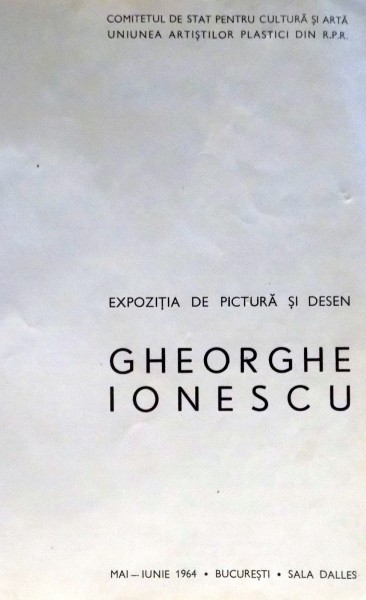 COMITETUL DE STAT PENTRU CULTURĂ ȘI ARTĂ
UNIUNEA ARTIȘTILOR PLASTICI DIN R.P.R.
EXPOZIȚIA DE PICTURĂ ȘI DESEN
GHEORGHE
IONESCU
MAI – IUNIE 1964 • BUCUREȘTI • SALA DALLES